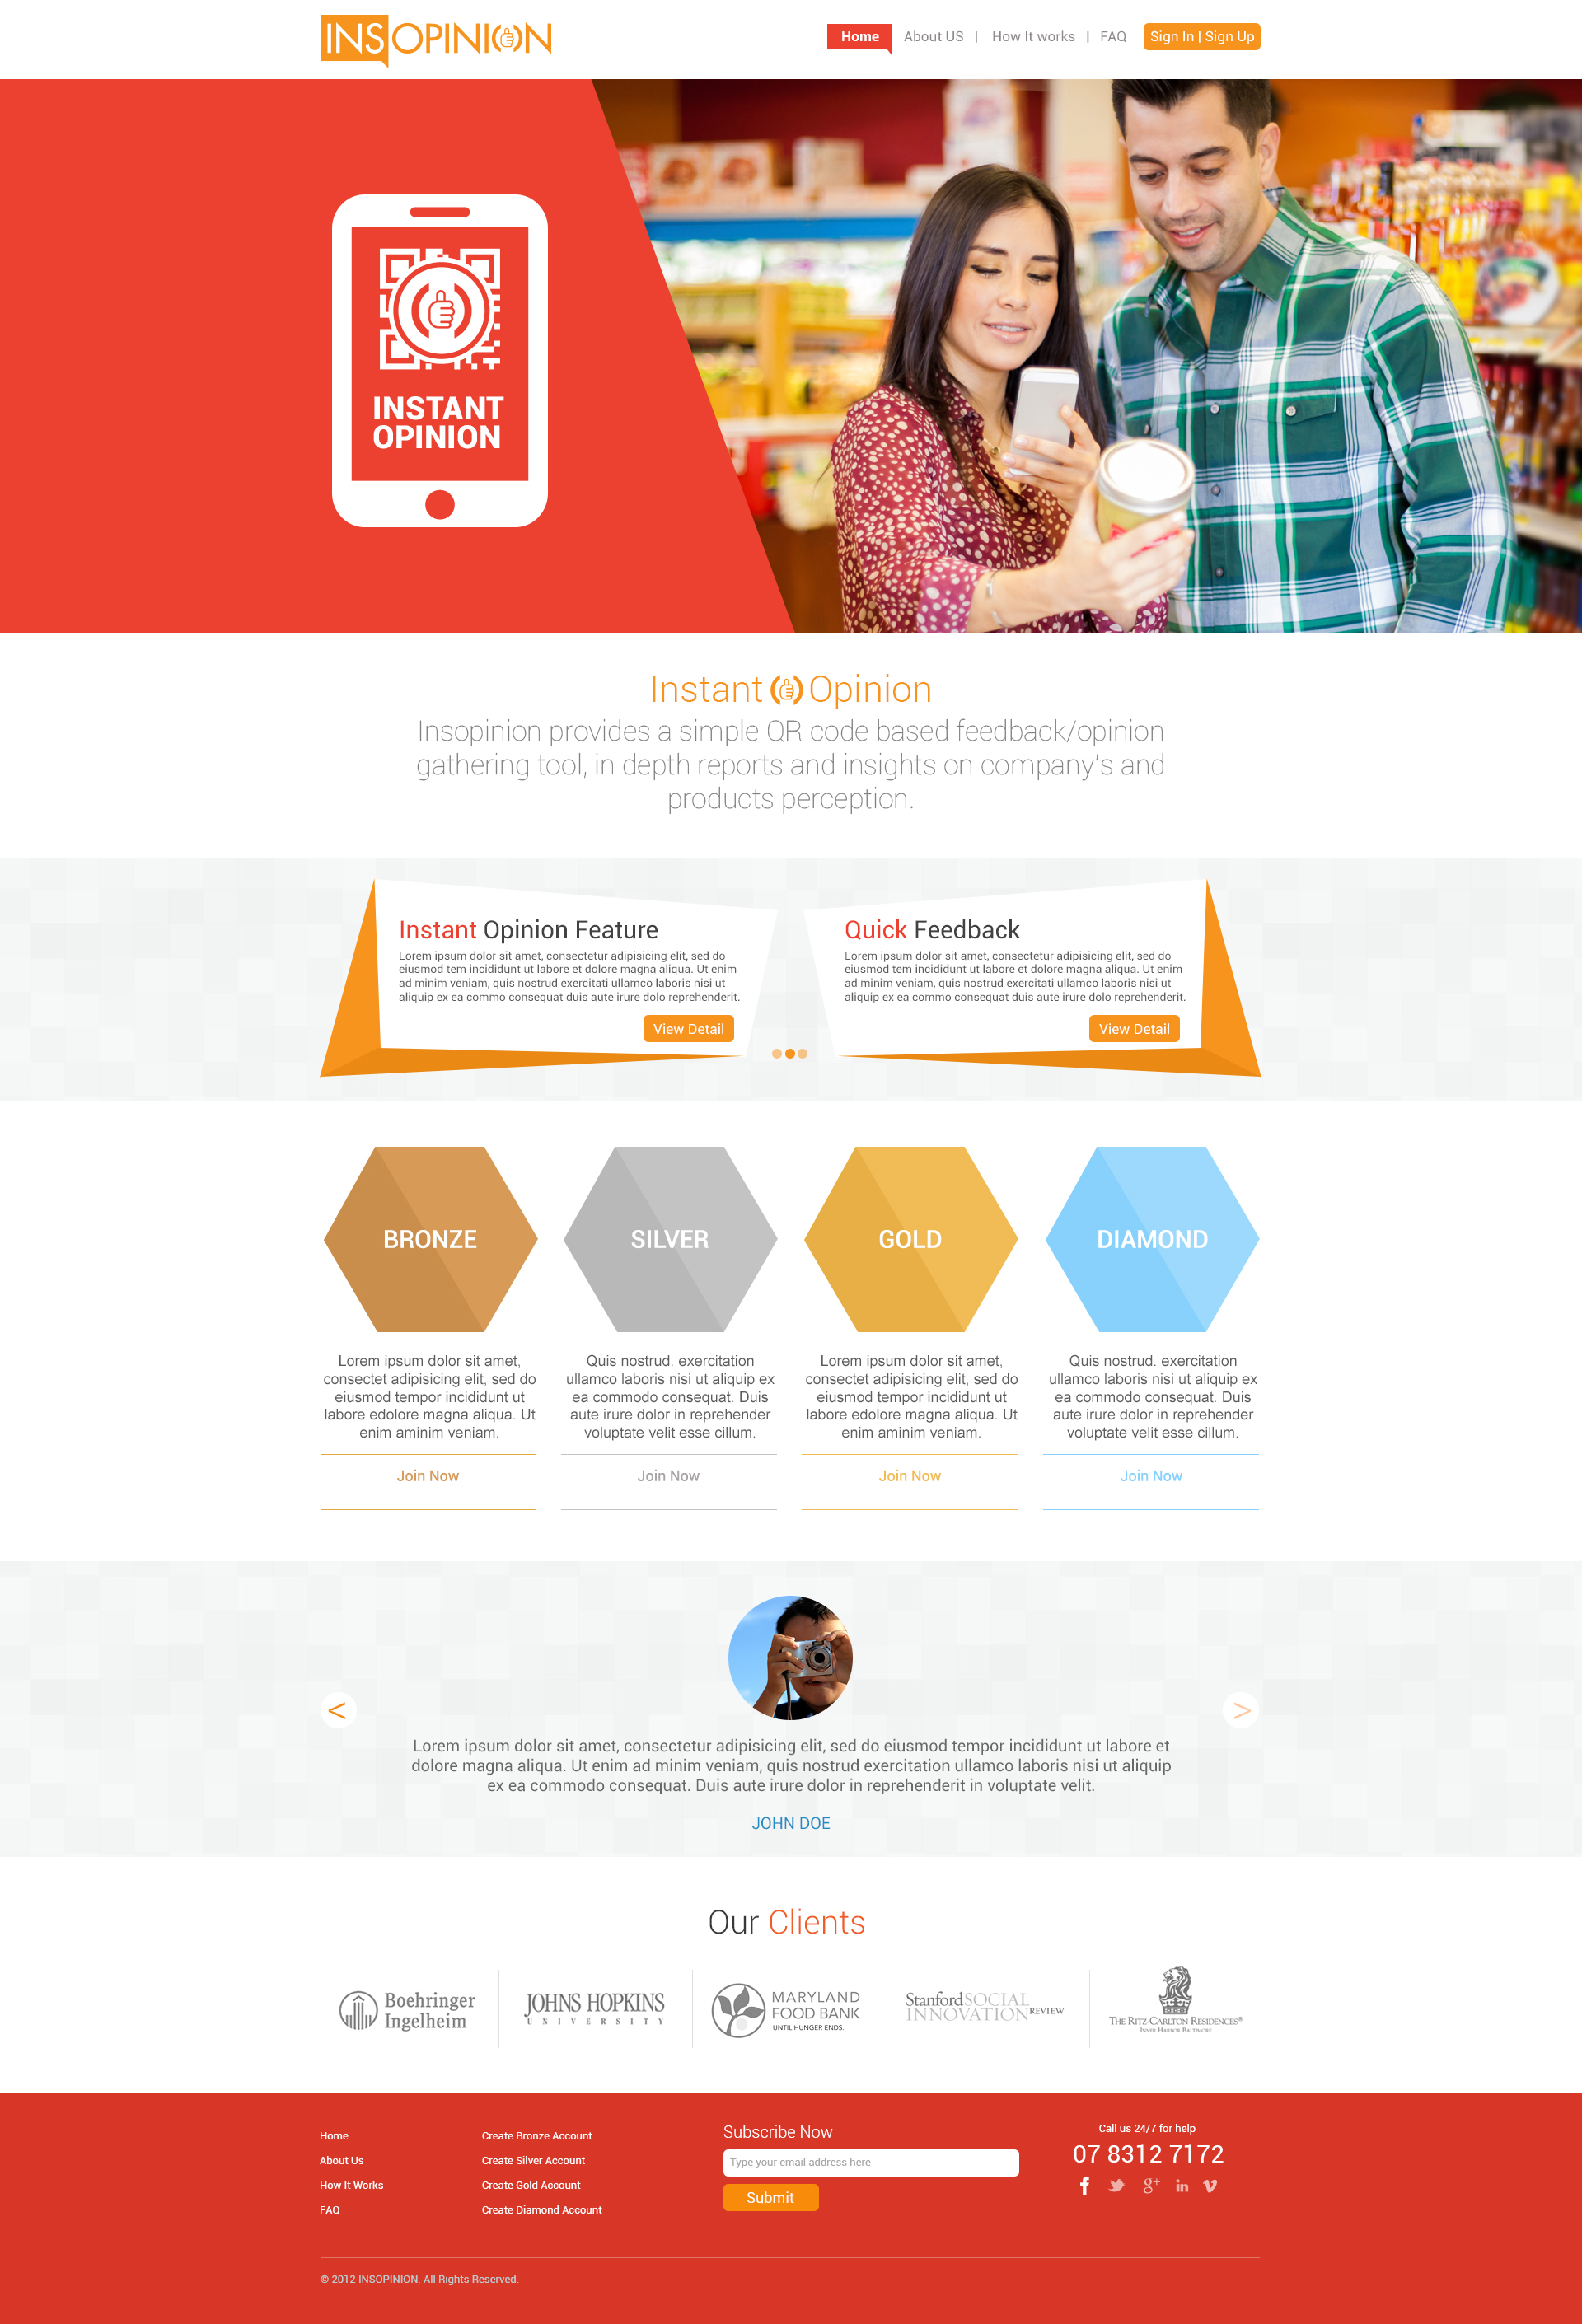 INSOPINION
Home About US | How It works | FAQ Sign In | Sign Up
INSTANT
OPINION
Instant Opinion
Insopinion provides a simple QR code based feedback/opinion
gathering tool, in depth reports and insights on company's and
products perception.
Instant Opinion Feature
Lorem ipsum dolor sit amet, consectetur adipisicing elit, sed do
eiusmod tem incididunt ut labore et dolore magna aliqua. Ut enim
ad minim veniam, quis nostrud exercitati ullamco laboris nisi ut
aliquip ex ea commo consequat duis aute irure dolo reprehenderit.
View Detail
Quick Feedback
Lorem ipsum dolor sit amet, consectetur adipisicing elit, sed do
eiusmod tem incididunt ut labore et dolore magna aliqua. Ut enim
ad minim veniam, quis nostrud exercitati ullamco laboris nisi ut
aliquip ex ea commo consequat duis aute irure dolo reprehenderit.
View Detail
BRONZE
Lorem ipsum dolor sit amet,
consectet adipisicing elit, sed do
eiusmod tempor incididunt ut
labore edolore magna aliqua. Ut
enim aminim veniam.
Join Now
SILVER
Quis nostrud. exercitation
ullamco laboris nisi ut aliquip ex
ea commodo consequat. Duis
aute irure dolor in reprehender
voluptate velit esse cillum.
Join Now
GOLD
Lorem ipsum dolor sit amet,
consectet adipisicing elit, sed do
eiusmod tempor incididunt ut
labore edolore magna aliqua. Ut
enim aminim veniam.
Join Now
DIAMOND
Quis nostrud. exercitation
ullamco laboris nisi ut aliquip ex
ea commodo consequat. Duis
aute irure dolor in reprehender
voluptate velit esse cillum.
Join Now
< >
Lorem ipsum dolor sit amet, consectetur adipisicing elit, sed do eiusmod tempor incididunt ut labore et
dolore magna aliqua. Ut enim ad minim veniam, quis nostrud exercitation ullamco laboris nisi ut aliquip
ex ea commodo consequat. Duis aute irure dolor in reprehenderit in voluptate velit.
JOHN DOE
Our Clients
Boehringer
Ingelheim
JOHNS HOPKINS
UNIVERSITY
MARYLAND
FOOD BANK
UNTIL HUNGER ENDS.
Stanford SOCIAL
INNOVATION REVIEW
THE RITZ-CARLTON RESIDENCES®
INNER HARBOR BALTIMORE
Home
About Us
How It Works
FAQ
Create Bronze Account
Create Silver Account
Create Gold Account
Create Diamond Account
Subscribe Now
Type your email address here
Submit
Call us 24/7 for help
07 8312 7172
© 2012 INSOPINION. All Rights Reserved.